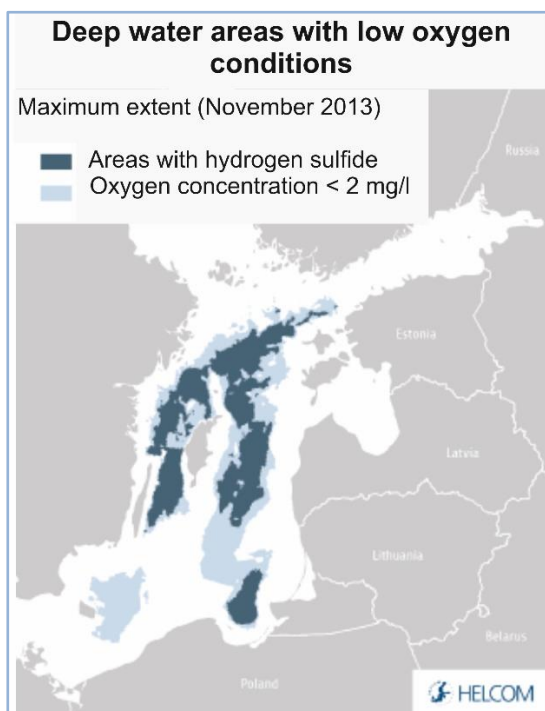 Deep water areas with low oxygen
conditions
Maximum extent (November 2013)
Areas with hydrogen sulfide
Oxygen concentration < 2 mg/l
Russia
Estonia
Latvia
Lithuania
Belarus
Poland
HELCOM